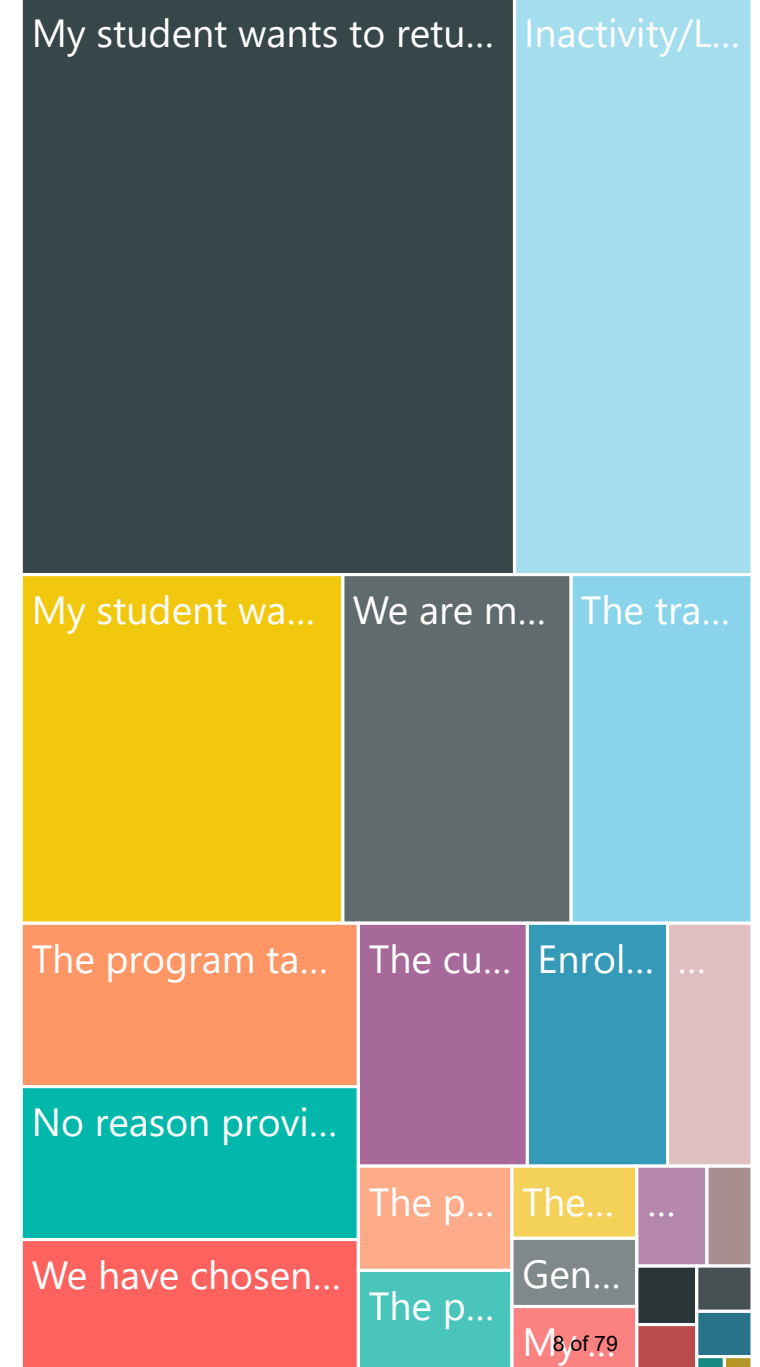 My student wants to retu...
Inactivity/L...
My student wa...
We are m...
The tra...
The program ta...
The cu...
Enrol...
...
No reason provi...
The p...
The...
...
We have chosen...
Gen...
The p...
My ...
8 of 79